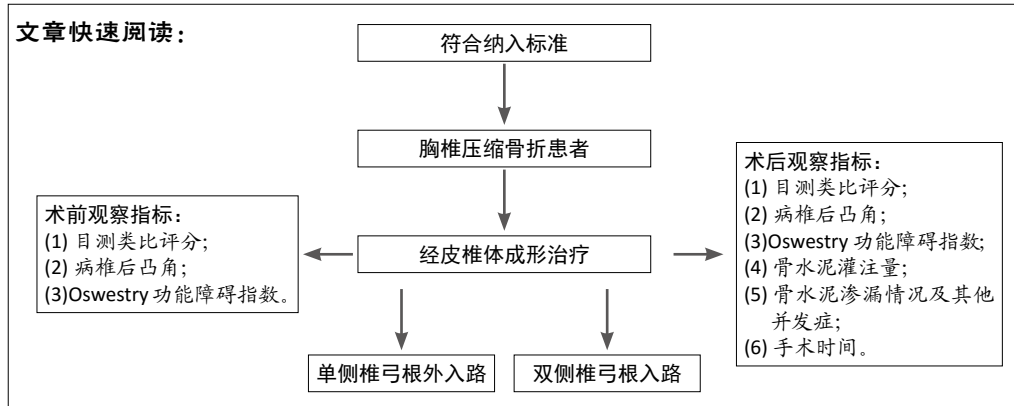 文章快速阅读：
符合纳入标准
胸椎压缩骨折患者
术前观察指标：
(1) 目测类比评分；
(2) 病椎后凸角；
(3)Oswestry 功能障碍指数。
经皮椎体成形治疗
术后观察指标：
(1) 目测类比评分；
(2) 病椎后凸角；
(3)Oswestry 功能障碍指数；
(4) 骨水泥灌注量；
(5) 骨水泥渗漏情况及其他
并发症；
(6) 手术时间。
单侧椎弓根外入路
双侧椎弓根入路